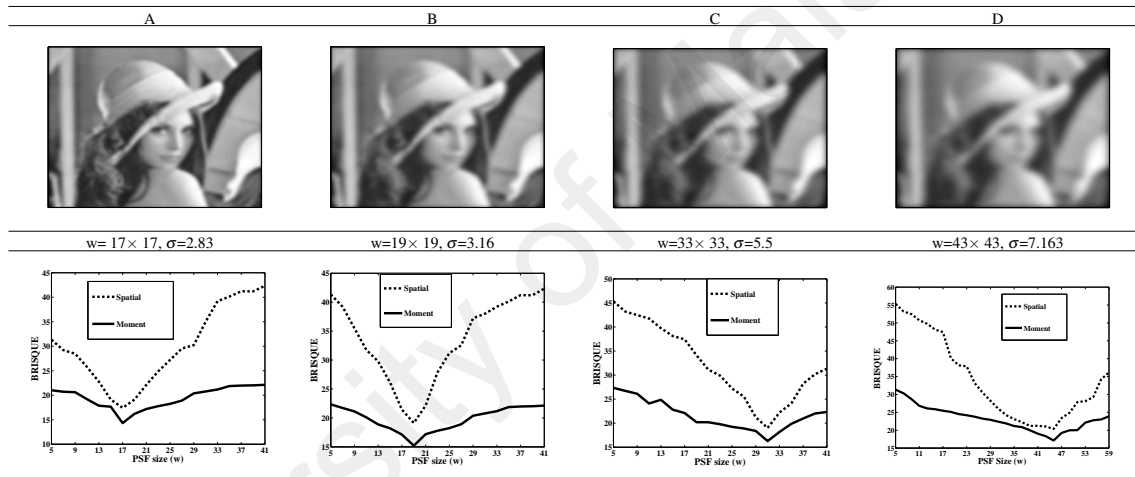 A B C D
w= 17× 17, σ=2.83 w=19× 19, σ=3.16 w=33× 33, σ=5.5 w=43× 43, σ=7.163
45
40
35
30
25
20
15
10
BRISQUE
Spatial
Moment
5 9 13 17 21 25 29 33 37 41
PSF size (w)
45
40
35
30
25
20
15
BRISQUE
Spatial
Moment
5 9 13 17 21 25 29 33 37 41
PSF size (w)
50
45
40
35
30
25
20
15
BRISQUE
Spatial
Moment
5 9 13 17 21 25 29 33 37 41
PSF size (w)
60
50
45
35
25
15
BRISQUE
Spatial
Moment
5 11 17 23 29 35 41 47 53 59
PSF size (w)
ersity of Mala